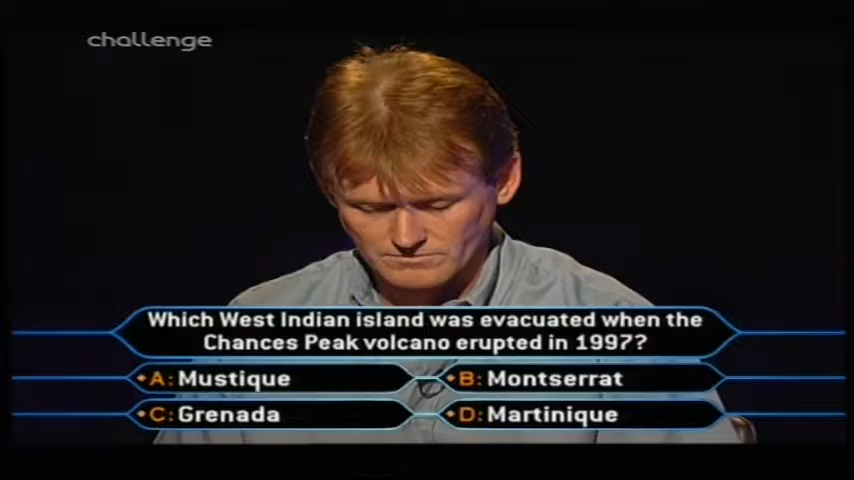 challenge
Which West Indian island was evacuated when the
Chances Peak volcano erupted in 1997?
A: Mustique
B: Montserrat
C: Grenada
D: Martinique